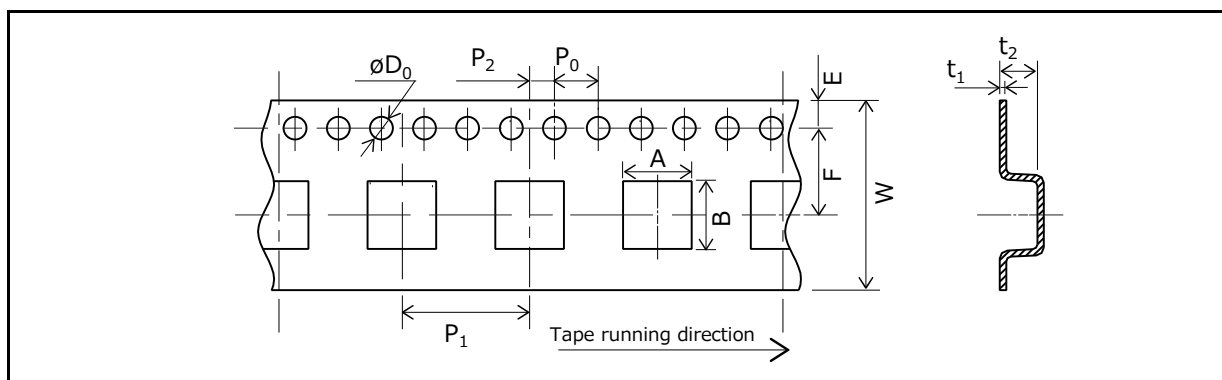 P₂
P₀
øD₀
E
t₂
t₁
A
F
W
B
P₁
Tape running direction